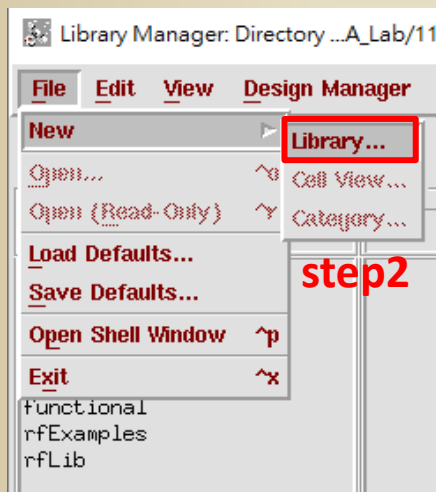 Library Manager: Directory ...A_Lab/11
File Edit View Design Manager
New
Library...
Open... ^o
Cell View...
Open (Read-Only) ^r
Category...
Load Defaults...
step2
Save Defaults...
Open Shell Window ^p
Exit ^x
functional
rfExamples
rfLib